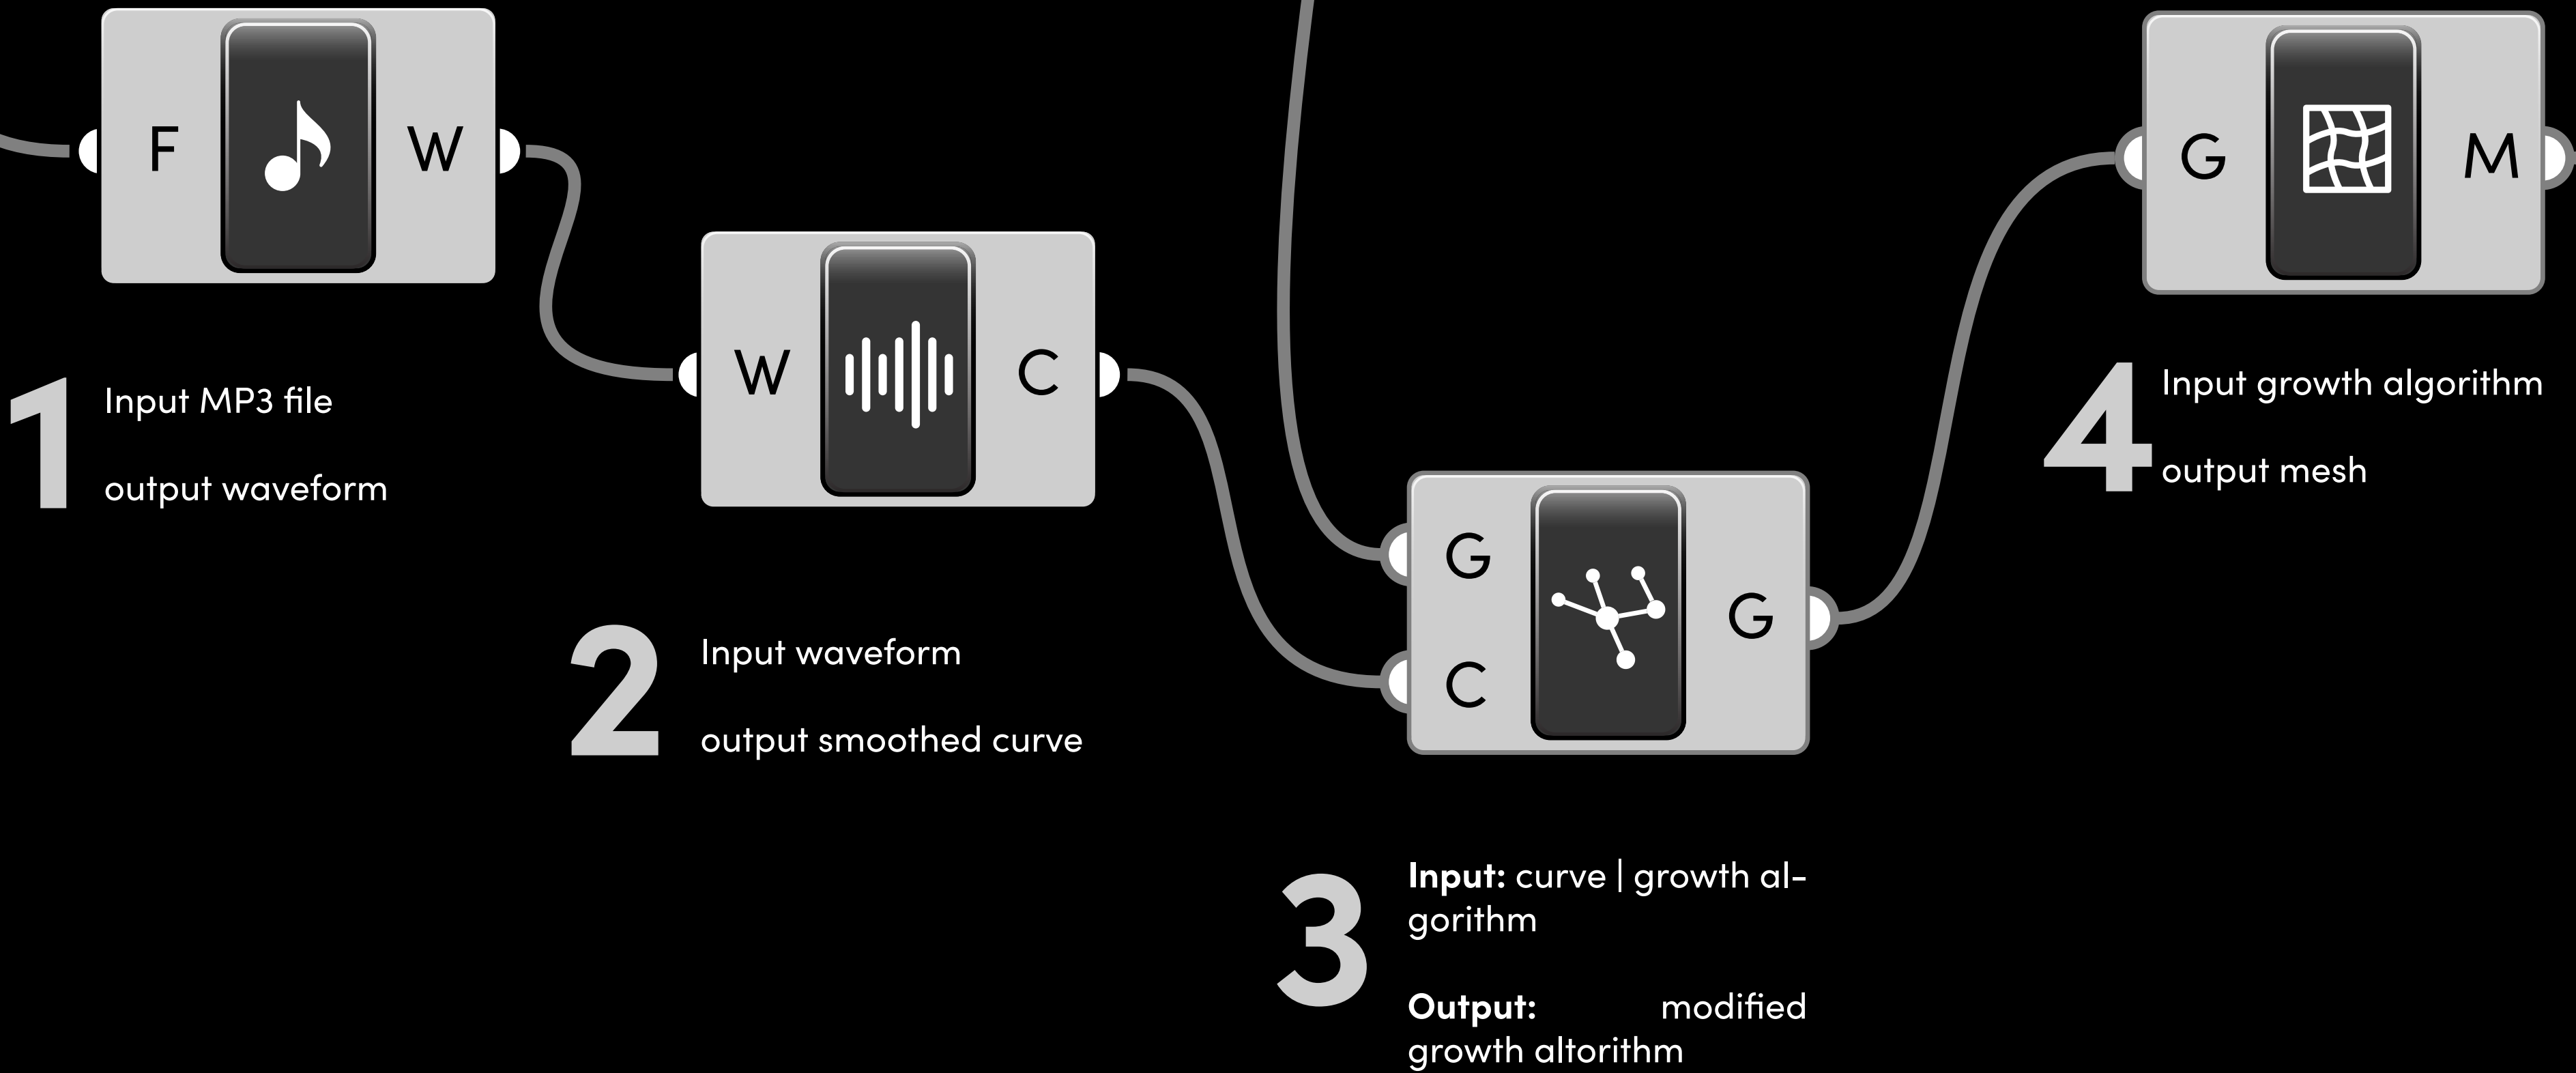 F W
1 Input MP3 file
output waveform
W C
2 Input waveform
output smoothed curve
G
C
G
3 Input: curve | growth al-
gorithm
Output: modified
growth altorithm
G M
4 Input growth algorithm
output mesh